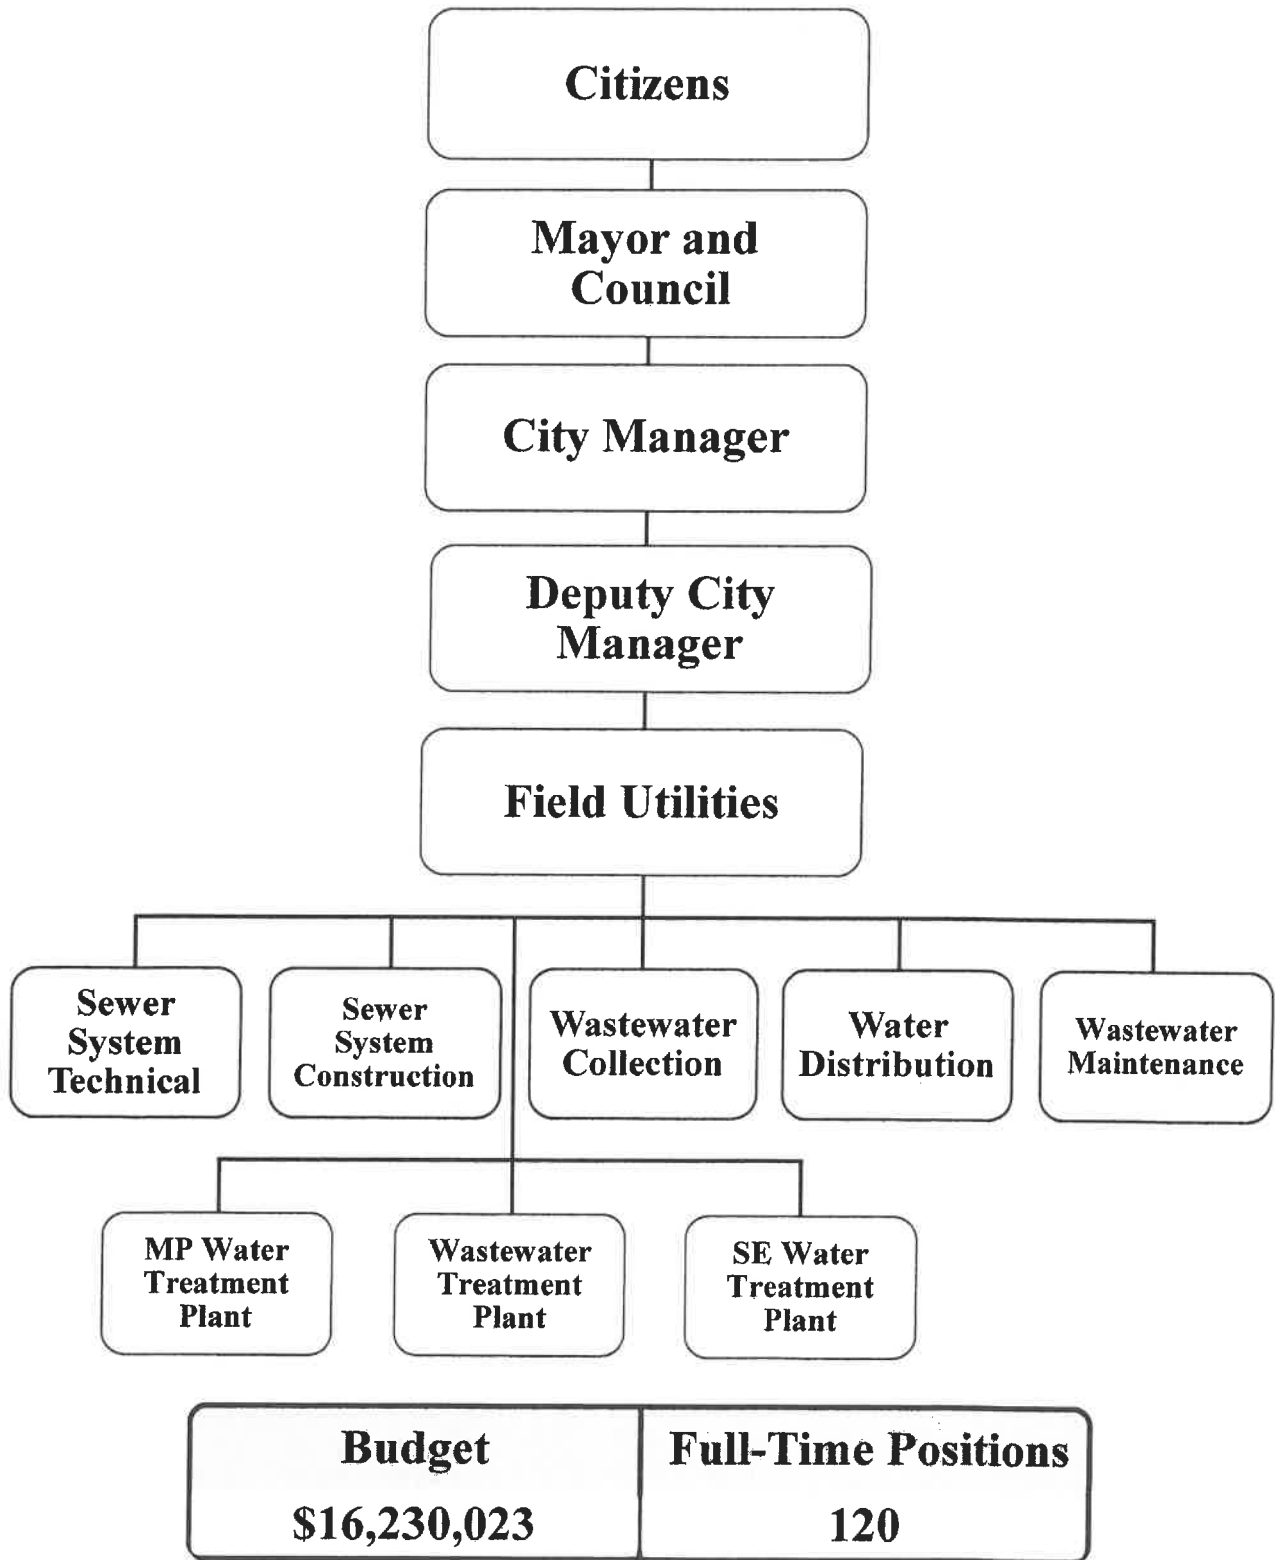 Citizens
Mayor and
Council
City Manager
Deputy City
Manager
Field Utilities
Sewer
System
Technical
Sewer
System
Construction
Wastewater
Collection
Water
Distribution
Wastewater
Maintenance
MP Water
Treatment
Plant
Wastewater
Treatment
Plant
SE Water
Treatment
Plant
Budget
Full-Time Positions
$16,230,023
120